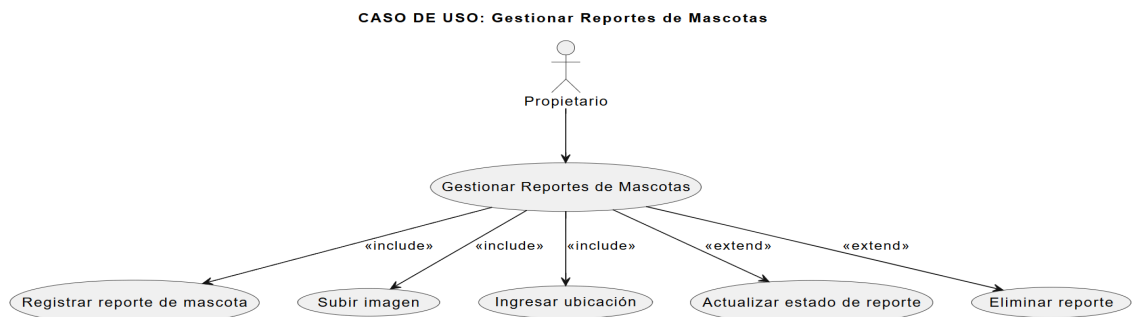 CASO DE USO: Gestionar Reportes de Mascotas
Propietario
Gestionar Reportes de Mascotas
«include»
«include»
«include»
«extend»
«extend»
Registrar reporte de mascota
Subir imagen
Ingresar ubicación
Actualizar estado de reporte
Eliminar reporte